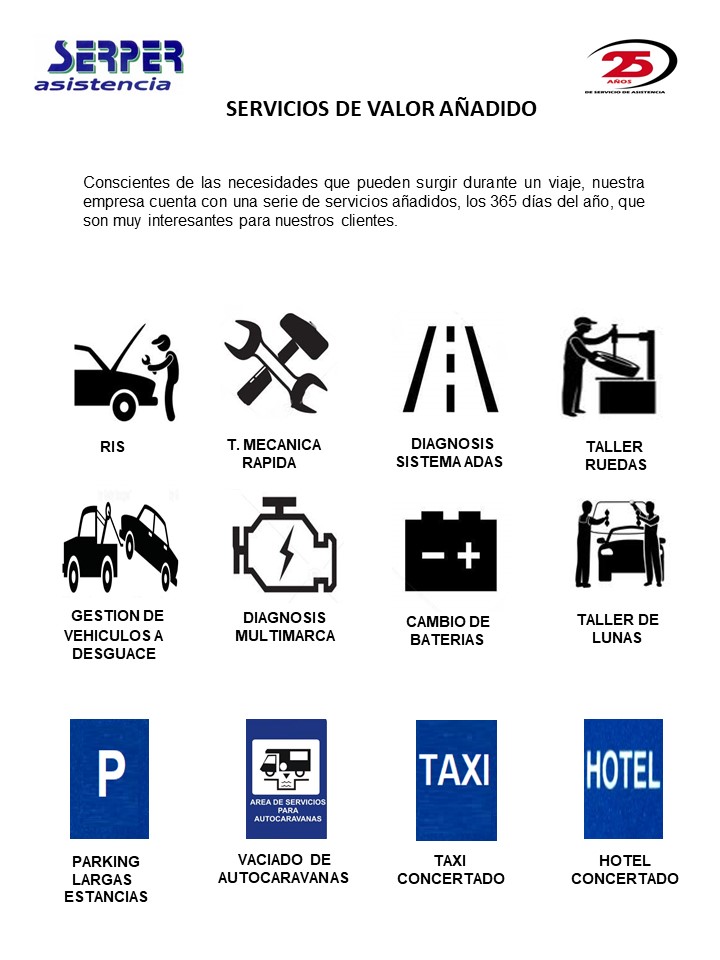 SERPER
asistencia
25
AÑOS
DE SERVICIO DE ASISTENCIA
SERVICIOS DE VALOR AÑADIDO
Conscientes de las necesidades que pueden surgir durante un viaje, nuestra
empresa cuenta con una serie de servicios añadidos, los 365 días del año, que
son muy interesantes para nuestros clientes.
RIS
T. MECANICA
RAPIDA
DIAGNOSIS
SISTEMA ADAS
TALLER
RUEDAS
GESTION DE
VEHICULOS A
DESGUACE
DIAGNOSIS
MULTIMARCA
CAMBIO DE
BATERIAS
TALLER DE
LUNAS
P
AREA DE SERVICIOS
PARA
AUTOCARAVANAS
TAXI
HOTEL
PARKING
LARGAS
ESTANCIAS
VACIADO DE
AUTOCARAVANAS
TAXI
CONCERTADO
HOTEL
CONCERTADO